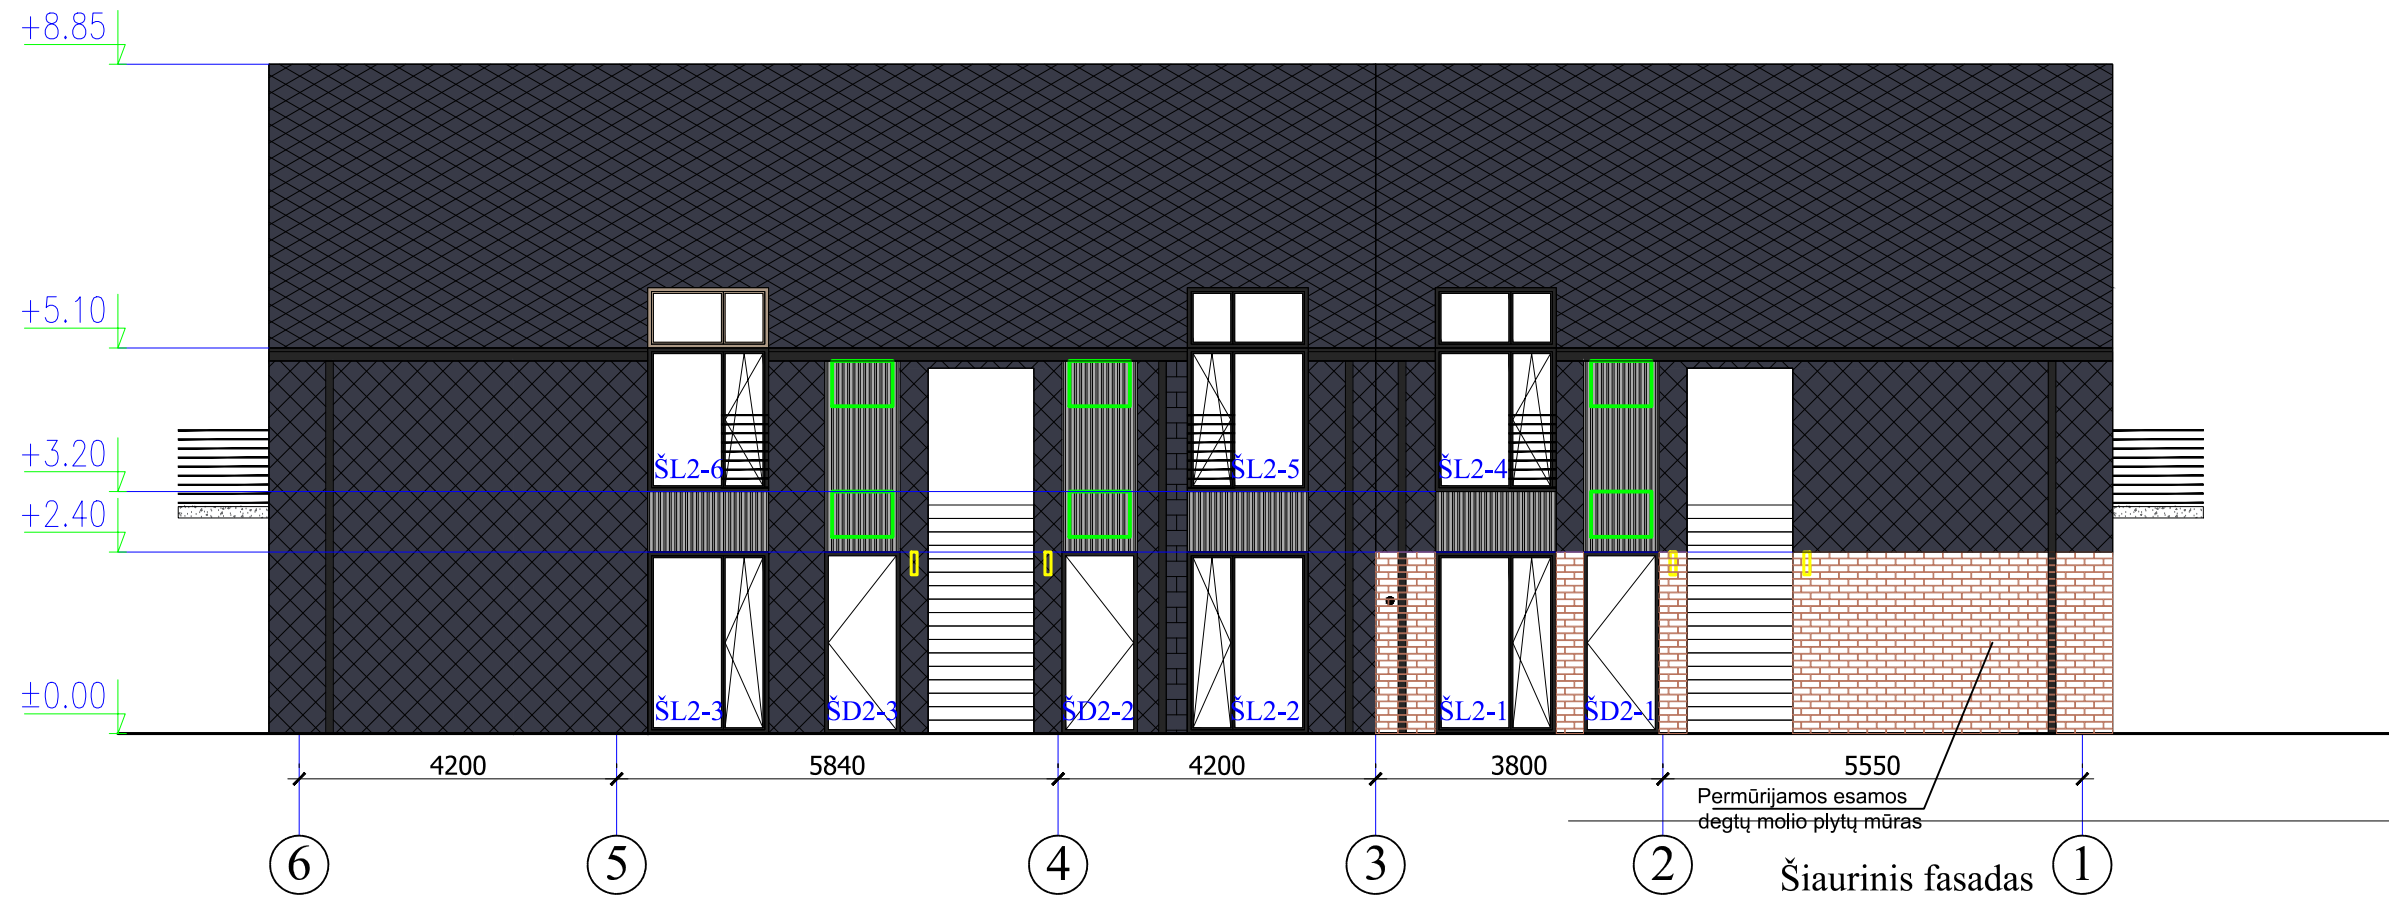 +8.85
+5.10
+3.20
+2.40
±0.00
ŠL2-6
ŠL2-5
ŠL2-4
ŠL2-3
ŠD2-3
ŠD2-2
ŠL2-2
ŠL2-1
ŠD2-1
4200
5840
4200
3800
5550
Permūrijamos esamos
degtų molio plytų mūras
6
5
4
3
2
1
Šiaurinis fasadas